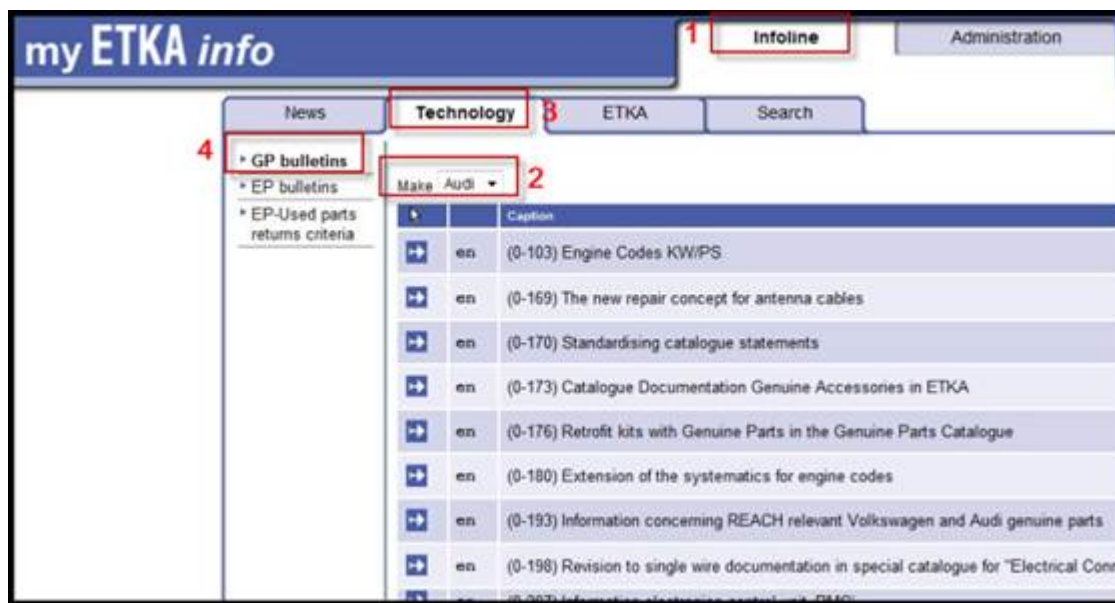 my ETKA info
1 Infoline Administration
News Technology 3 ETKA Search
4 GP bulletins
EP bulletins
EP-Used parts
returns criteria
Make Audi 2
Caption
en (0-103) Engine Codes KW/PS
en (0-169) The new repair concept for antenna cables
en (0-170) Standardising catalogue statements
en (0-173) Catalogue Documentation Genuine Accessories in ETKA
en (0-176) Retrofit kits with Genuine Parts in the Genuine Parts Catalogue
en (0-180) Extension of the systematics for engine codes
en (0-193) Information concerning REACH relevant Volkswagen and Audi genuine parts
en (0-198) Revision to single wire documentation in special catalogue for "Electrical Conn